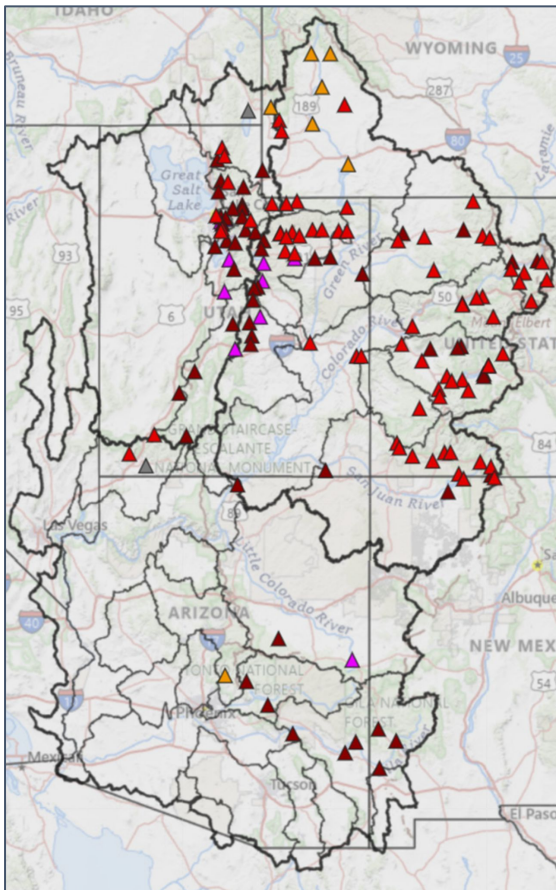 IDAHO
WYOMING
25
287
189
Bruneau River
80
Laramie
Great
Salt
Lake
River
93
Green River
50
95
6
UTAH
Elbert
UNITED STAT
Colorado River
GRAND STAIRCASE-
ESCALANTE
NATIONAL MONUMENT
84
San Juan River
89
Las Vegas
Little Colorado River
Albuque
40
ARIZONA
NEW MEX
TONTO NATIONAL
FOREST
54
GILA NATIONAL
FOREST
Phoenix
Mexicali
Tucson
El Paso